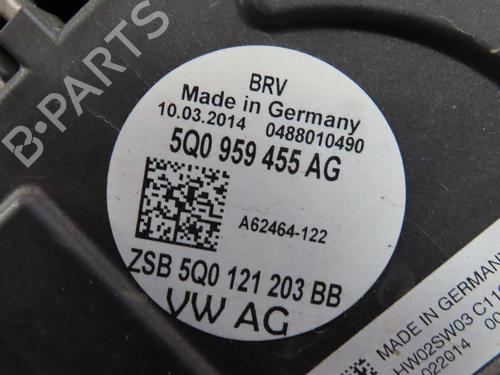 BRV
Made in Germany
10.03.2014 0488010490
5Q0 959 455 AG
A62464-122
ZSB 5Q0 121 203 BB
VW AG
MADE IN GERMANY
HW02SW03
022014
B-PARTS